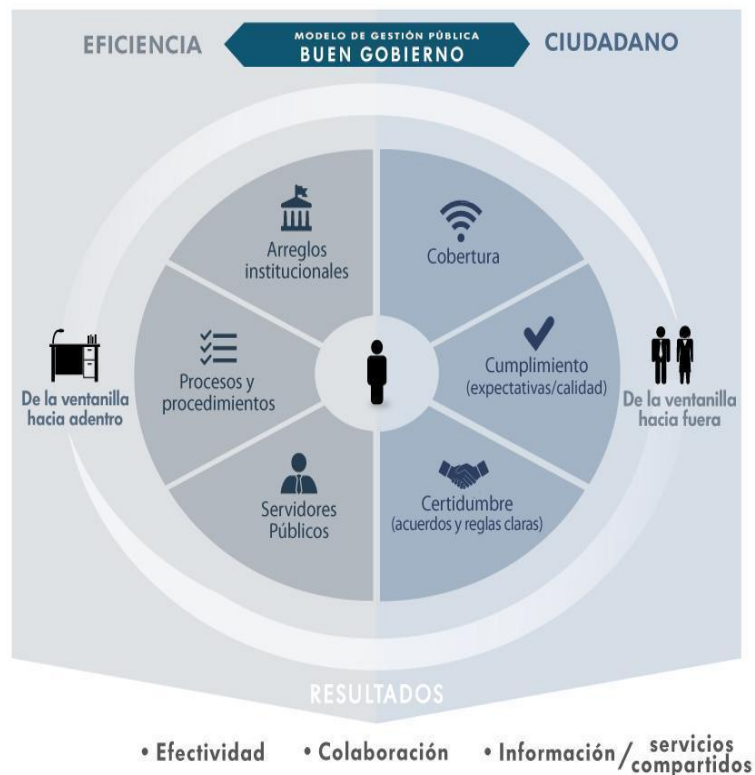 EFICIENCIA
MODELO DE GESTIÓN PÚBLICA
BUEN GOBIERNO
CIUDADANO
Arreglos
institucionales
Cobertura
Procesos y
procedimientos
Cumplimiento
(expectativas/calidad)
De la ventanilla
hacia adentro
De la ventanilla
hacia fuera
Servidores
Públicos
Certidumbre
(acuerdos y reglas claras)
RESULTADOS
• Efectividad
• Colaboración
• Información / servicios
compartidos